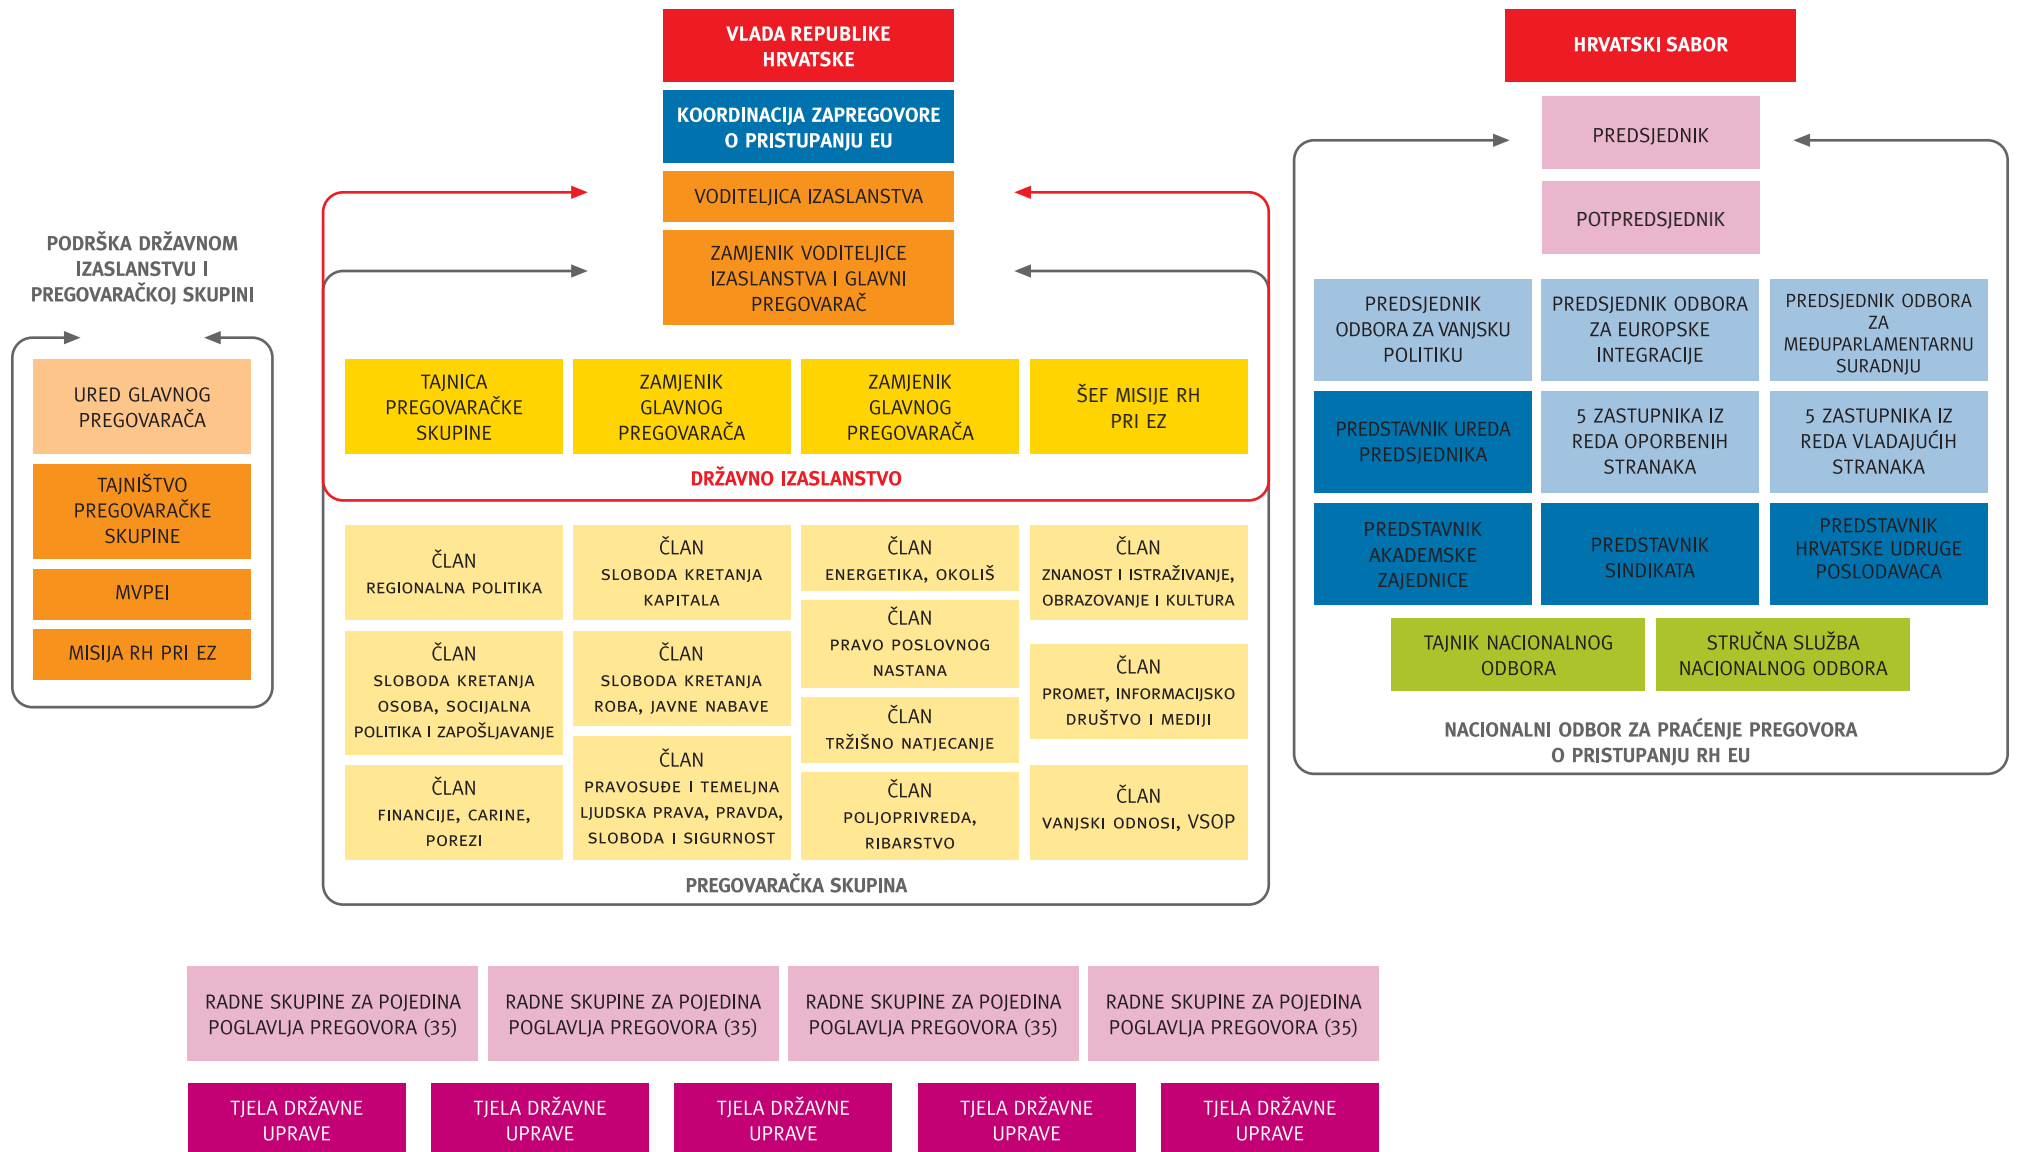 VLADA REPUBLIKE
HRVATSKE
KOORDINACIJA ZAPREGOVORE
O PRISTUPANJU EU
VODITELJICA IZASLANSTVA
ZAMJENIK VODITELJICE
IZASLANSTVA I GLAVNI
PREGOVARAČ
PODRŠKA DRŽAVNOM
IZASLANSTVU I
PREGOVARAČKOJ SKUPINI
URED GLAVNOG
PREGOVARAČA
TAJNIŠTVO
PREGOVARAČKE
SKUPINE
MVPEI
MISIJA RH PRI EZ
TAJNICA
PREGOVARAČKE
SKUPINE
ZAMJENIK
GLAVNOG
PREGOVARAČA
ZAMJENIK
GLAVNOG
PREGOVARAČA
ŠEF MISIJE RH
PRI EZ
DRŽAVNO IZASLANSTVO
ČLAN
REGIONALNA POLITIKA
ČLAN
SLOBODA KRETANJA
OSOBA, SOCIJALNA
POLITIKA I ZAPOŠLJAVANJE
ČLAN
FINANCIJE, CARINE,
POREZI
ČLAN
SLOBODA KRETANJA
KAPITALA
ČLAN
SLOBODA KRETANJA
ROBA, JAVNE NABAVE
ČLAN
PRAVOSUĐE I TEMELJNA
LJUDSKA PRAVA, PRAVDA,
SLOBODA I SIGURNOST
ČLAN
ENERGETIKA, OKOLIŠ
ČLAN
PRAVO POSLOVNOG
NASTANA
ČLAN
TRŽIŠNO NATJECANJE
ČLAN
POLJOPRIVREDA,
RIBARSTVO
ČLAN
ZNANOST I ISTRAŽIVANJE,
OBRAZOVANJE I KULTURA
ČLAN
PROMET, INFORMACIJSKO
DRUŠTVO I MEDIJI
ČLAN
VANJSKI ODNOSI, VSOP
PREGOVARAČKA SKUPINA
HRVATSKI SABOR
PREDSJEDNIK
POTPREDSJEDNIK
PREDSJEDNIK
ODBORA ZA VANJSKU
POLITIKU
PREDSJEDNIK ODBORA
ZA EUROPSKE
INTEGRACIJE
PREDSJEDNIK ODBORA
ZA
MEĐUPARLAMENTARNU
SURADNJU
PREDSTAVNIK UREDA
PREDSJEDNIKA
5 ZASTUPNIKA IZ
REDA OPORBENIH
STRANAKA
5 ZASTUPNIKA IZ
REDA VLADAJUĆIH
STRANAKA
PREDSTAVNIK
AKADEMSKE
ZAJEDNICE
PREDSTAVNIK
SINDIKATA
PREDSTAVNIK
HRVATSKE UDRUGE
POSLODAVACA
TAJNIK NACIONALNOG
ODBORA
STRUČNA SLUŽBA
NACIONALNOG ODBORA
NACIONALNI ODBOR ZA PRAĆENJE PREGOVORA
O PRISTUPANJU RH EU
RADNE SKUPINE ZA POJEDINA
POGLAVLJA PREGOVORA (35)
RADNE SKUPINE ZA POJEDINA
POGLAVLJA PREGOVORA (35)
RADNE SKUPINE ZA POJEDINA
POGLAVLJA PREGOVORA (35)
RADNE SKUPINE ZA POJEDINA
POGLAVLJA PREGOVORA (35)
TJELA DRŽAVNE
UPRAVE
TJELA DRŽAVNE
UPRAVE
TJELA DRŽAVNE
UPRAVE
TJELA DRŽAVNE
UPRAVE
TJELA DRŽAVNE
UPRAVE